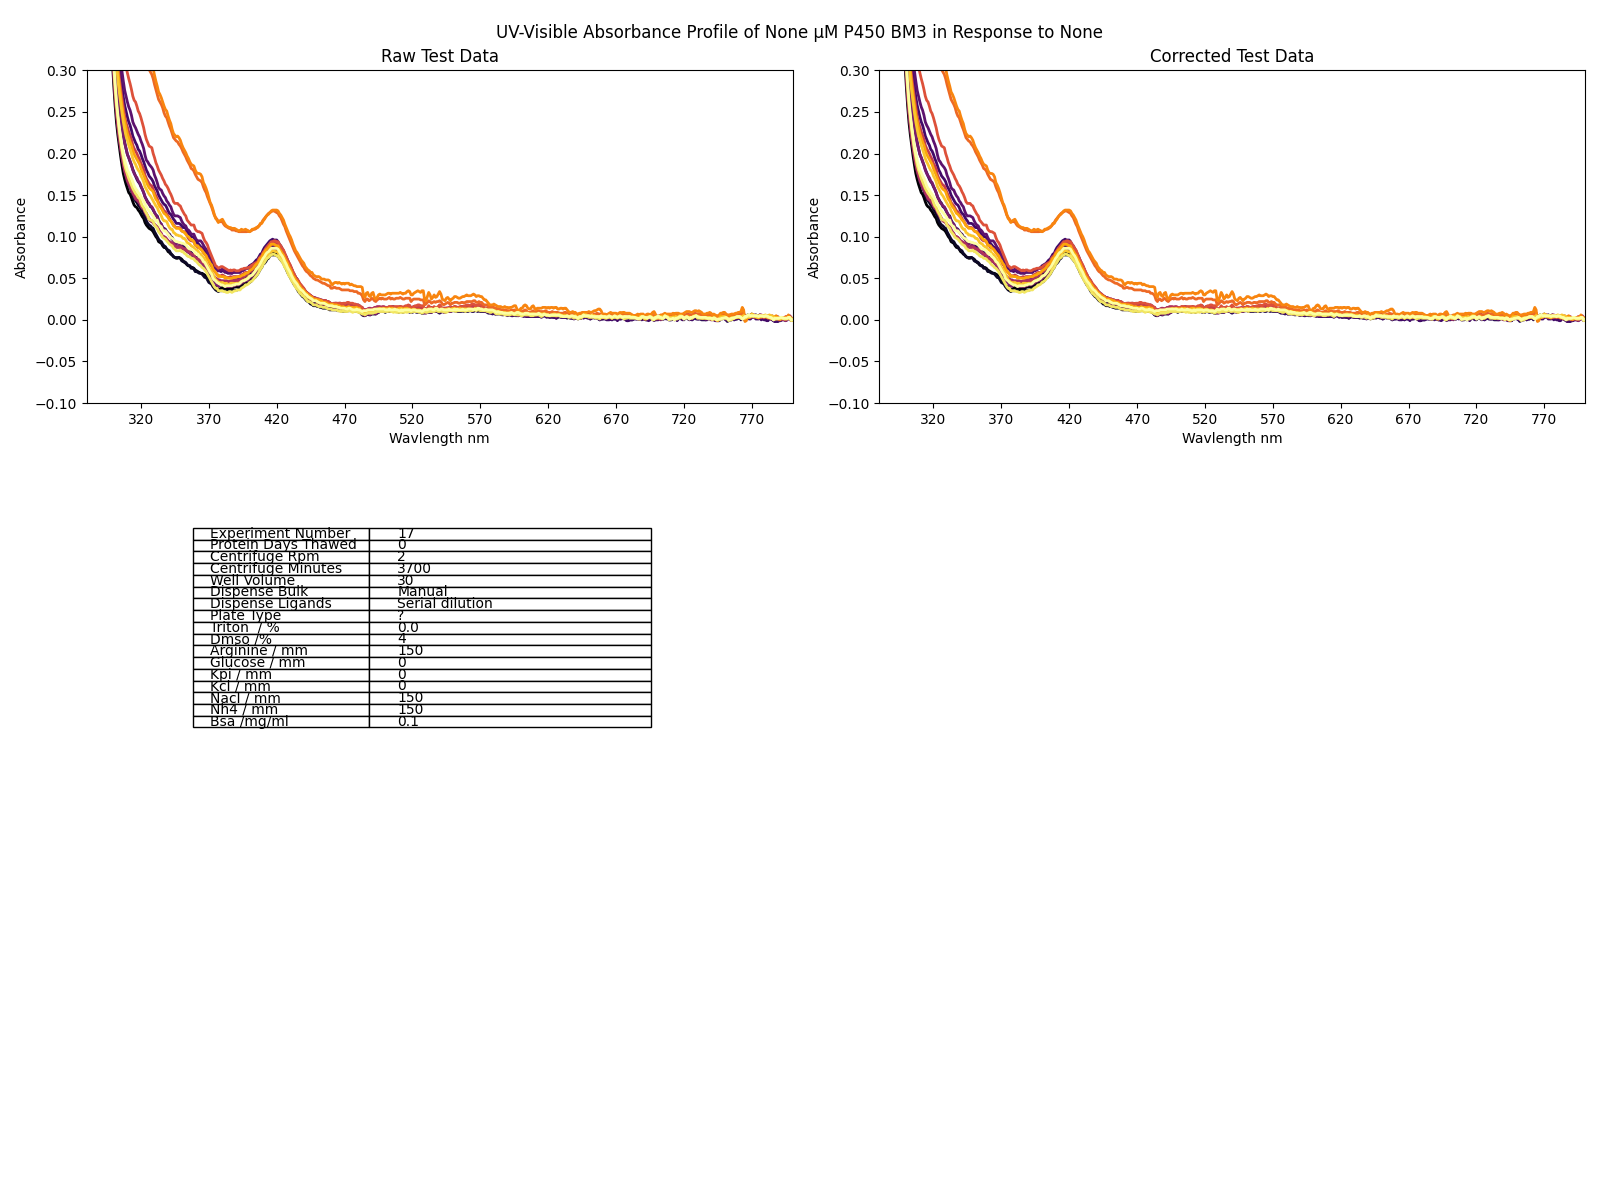 UV-Visible Absorbance Profile of None μM P450 BM3 in Response to None
Raw Test Data
Corrected Test Data
0.30
0.25
0.20
0.15
0.10
0.05
0.00
−0.05
−0.10
Absorbance
320 370 420 470 520 570 620 670 720 770
Wavlength nm
0.30
0.25
0.20
0.15
0.10
0.05
0.00
−0.05
−0.10
Absorbance
320 370 420 470 520 570 620 670 720 770
Wavlength nm
Experiment Number 17
Protein Days Thawed 0
Centrifuge Rpm 2
Centrifuge Minutes 3700
Well Volume 30
Dispense Bulk Manual
Dispense Ligands Serial dilution
Plate Type ?
Triton / % 0.0
Dmso /% 4
Arginine / mm 150
Glucose / mm 0
Kpi / mm 0
Kcl / mm 0
Nacl / mm 150
Nh4 / mm 150
Bsa /mg/ml 0.1